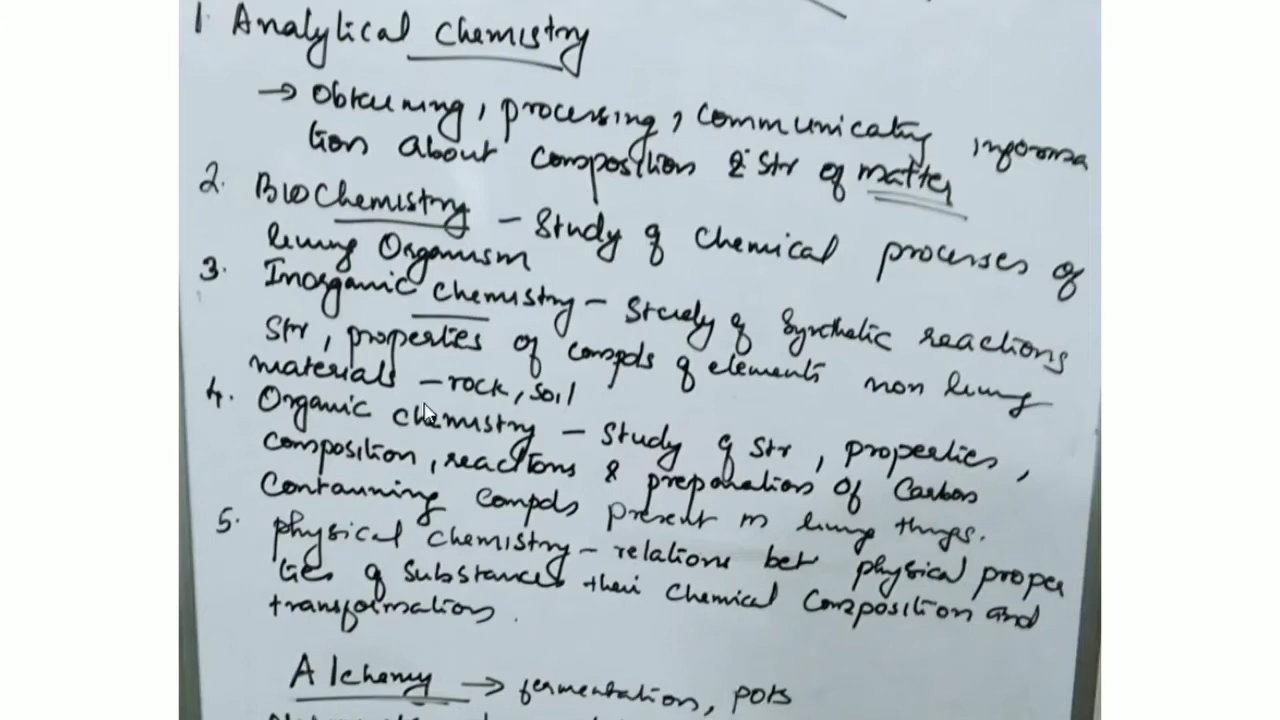 1. Analytical chemistry
→ Obtaining, processing, communicating informa
tion about composition & str of matter
2. Biochemistry – Study of chemical processes of
living Organism
3. Inorganic chemistry – Study of Synthetic reactions
str, properties of compds of elements non living
materials – rock, soil
4. Organic chemistry – Study of str, properties,
composition, reactions & preparation of Carbon
Containing compds present in living things.
5. physical chemistry – relations bet physical proper
ties of substances their chemical composition and
transformations.
Alchemy → fermentation, pots